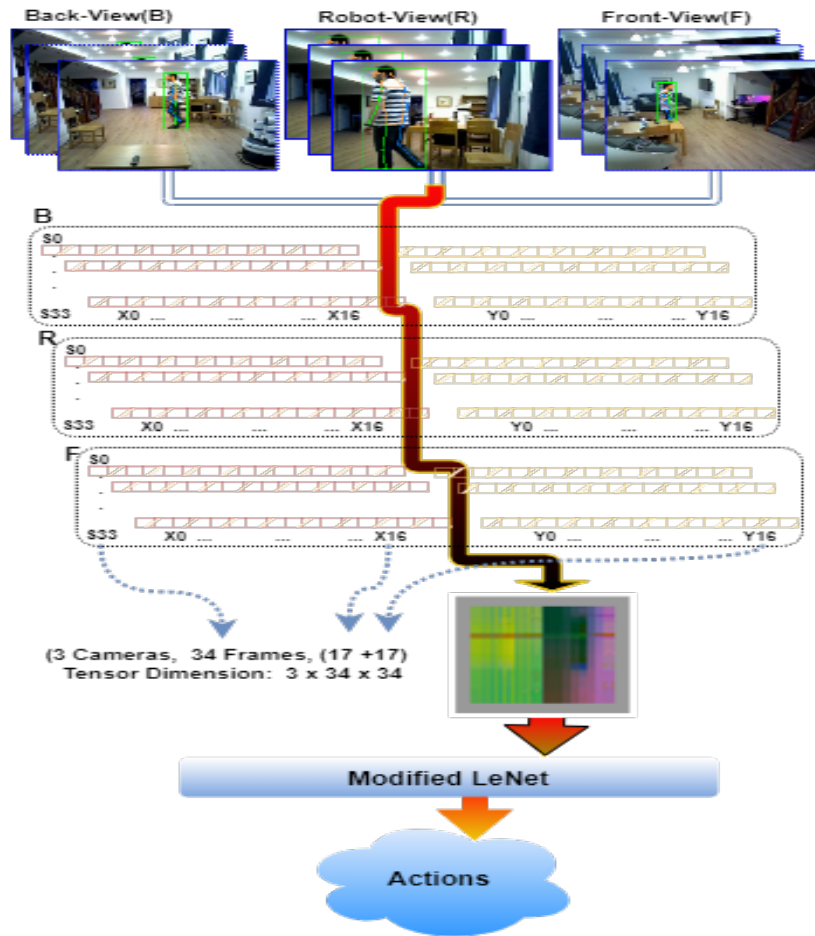 Back-View(B)
Robot-View(R)
Front-View(F)
B
S0
.
.
S33 X0 .... ... ... X16 Y0 ... ... ... Y16
R
S0
.
.
.
S33 X0 ... ... ... X16 Y0 ... ... ... Y16
F
S0
.
.
S33 X0 ... ... ... X16 Y0 ... ... ... Y16
(3 Cameras, 34 Frames, (17 +17)
Tensor Dimension: 3 x 34 x 34
Modified LeNet
Actions